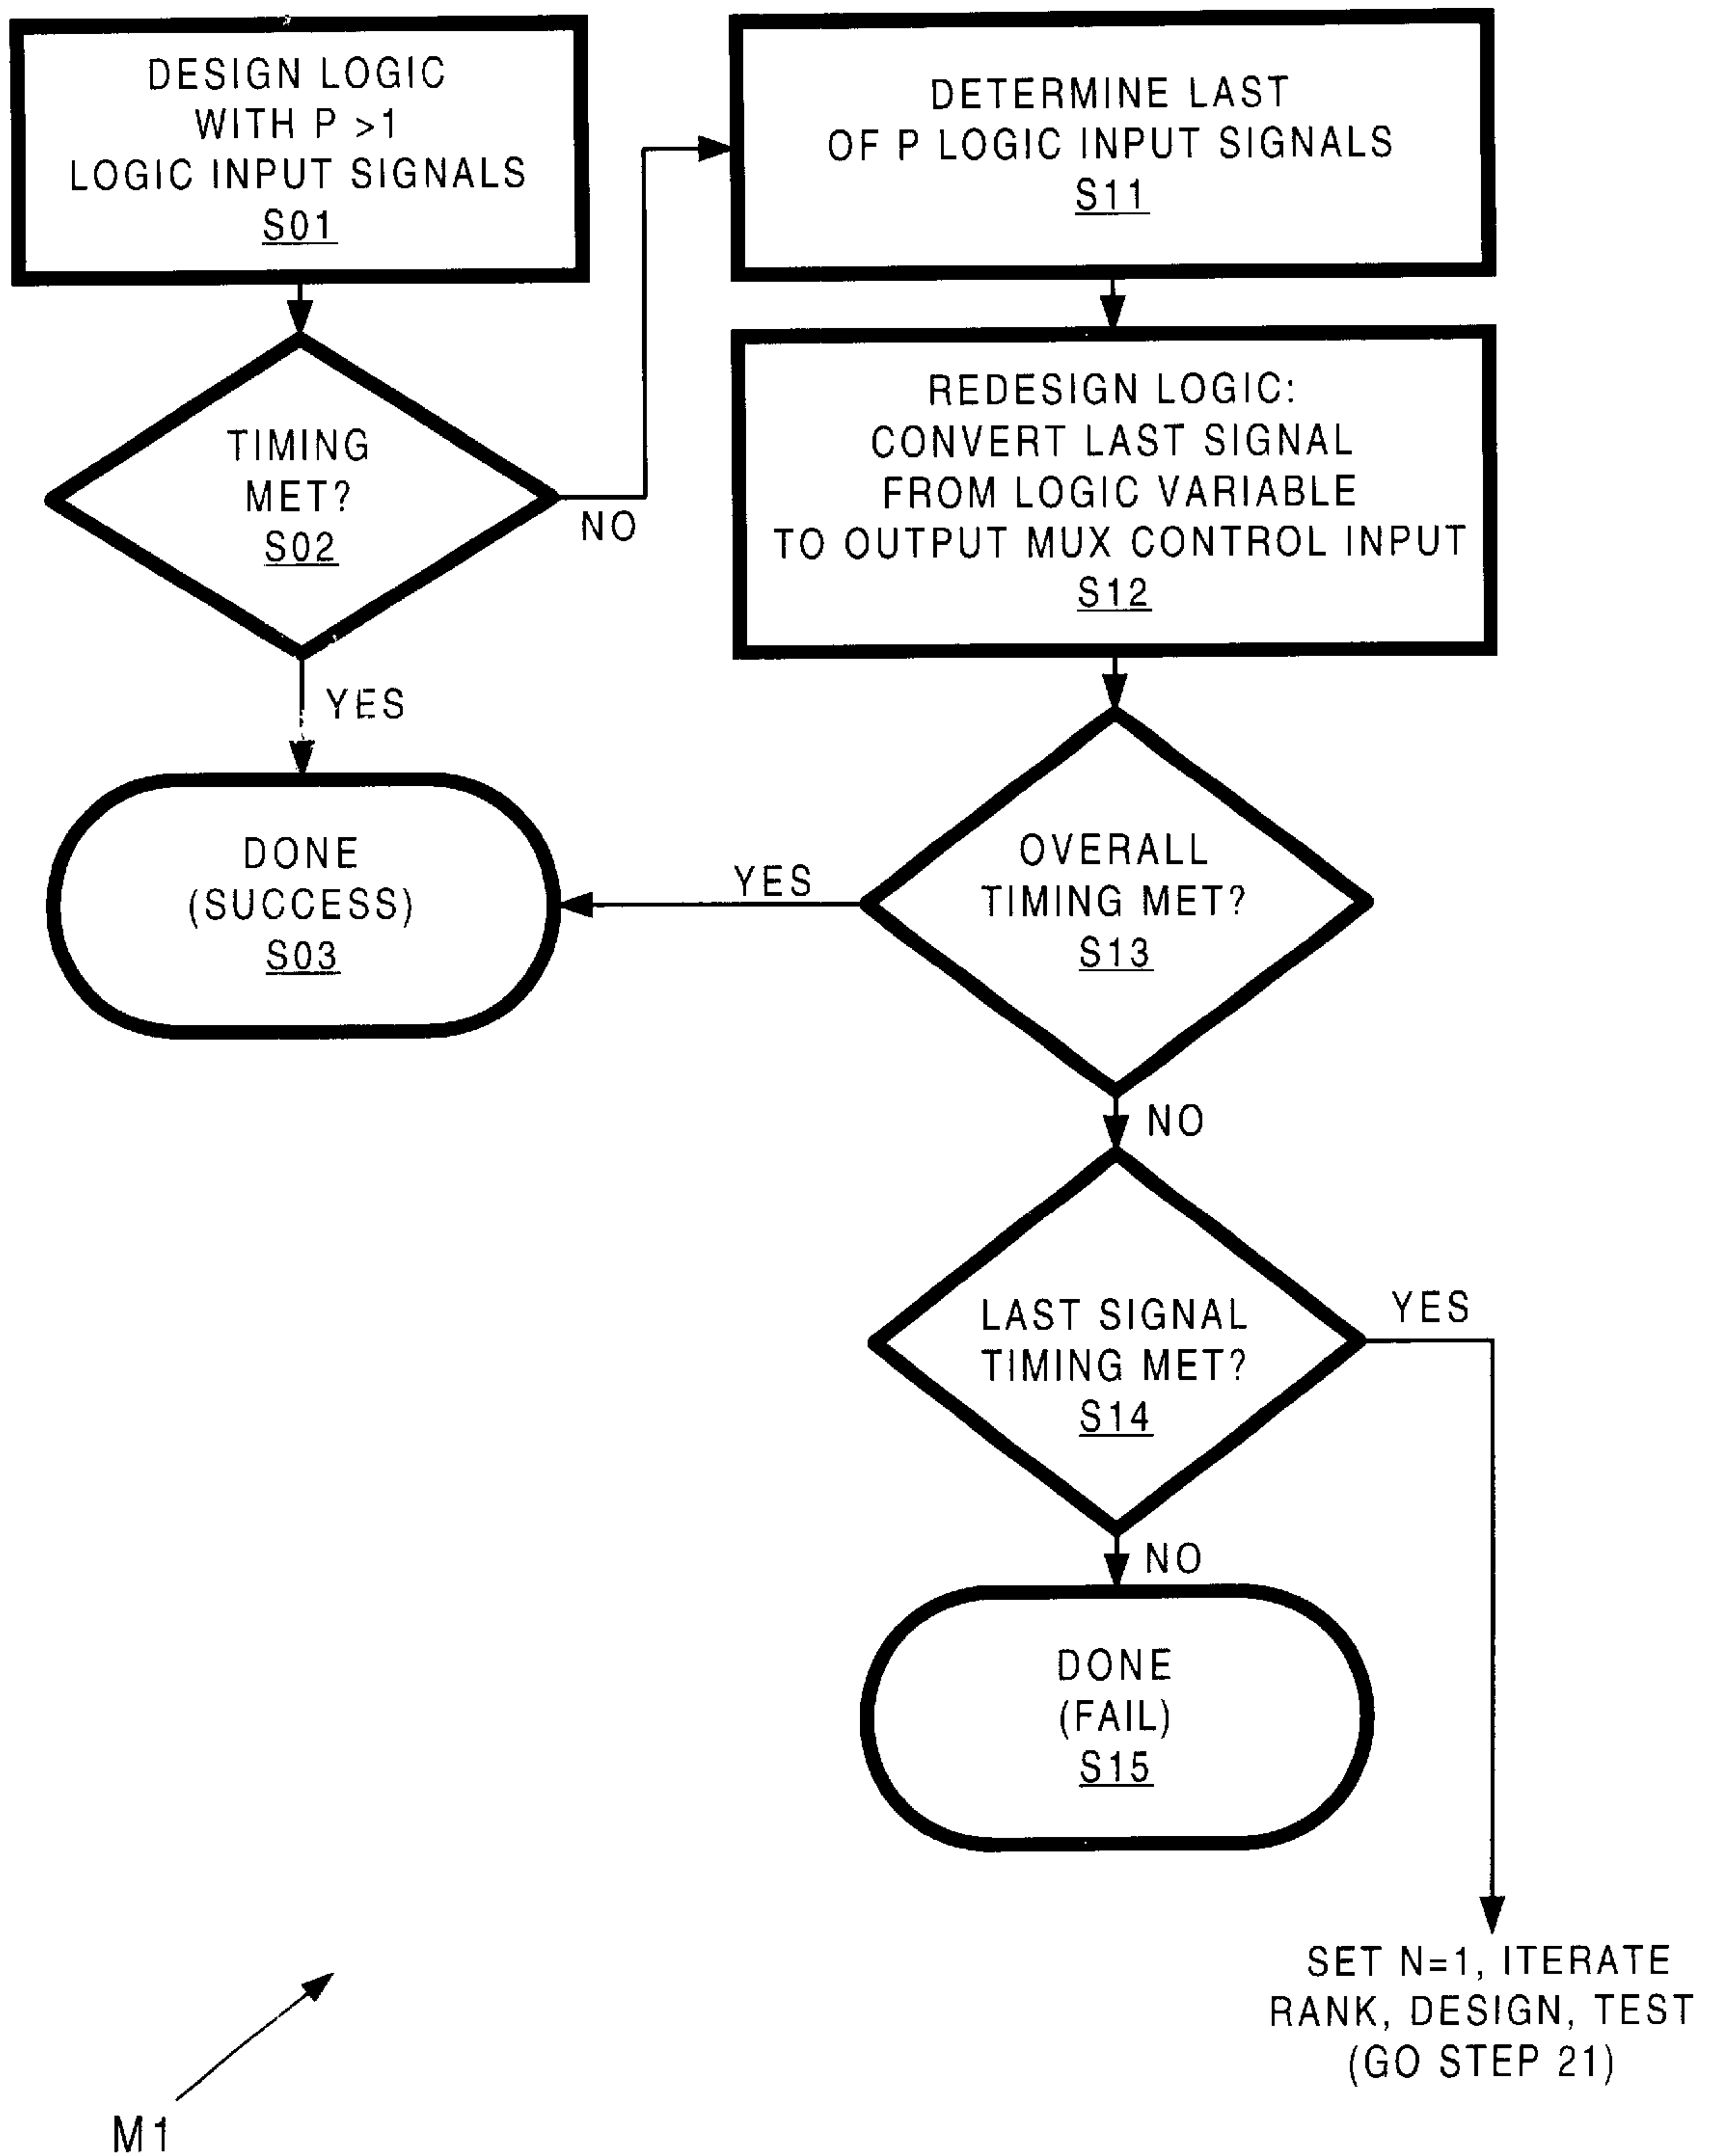 DESIGN LOGIC
WITH P >1
LOGIC INPUT SIGNALS
S01
TIMING
MET?
S02
NO
YES
DONE
(SUCCESS)
S03
DETERMINE LAST
OF P LOGIC INPUT SIGNALS
S11
REDESIGN LOGIC:
CONVERT LAST SIGNAL
FROM LOGIC VARIABLE
TO OUTPUT MUX CONTROL INPUT
S12
OVERALL
TIMING MET?
S13
YES
NO
LAST SIGNAL
TIMING MET?
S14
YES
NO
DONE
(FAIL)
S15
SET N=1, ITERATE
RANK, DESIGN, TEST
(GO STEP 21)
M1